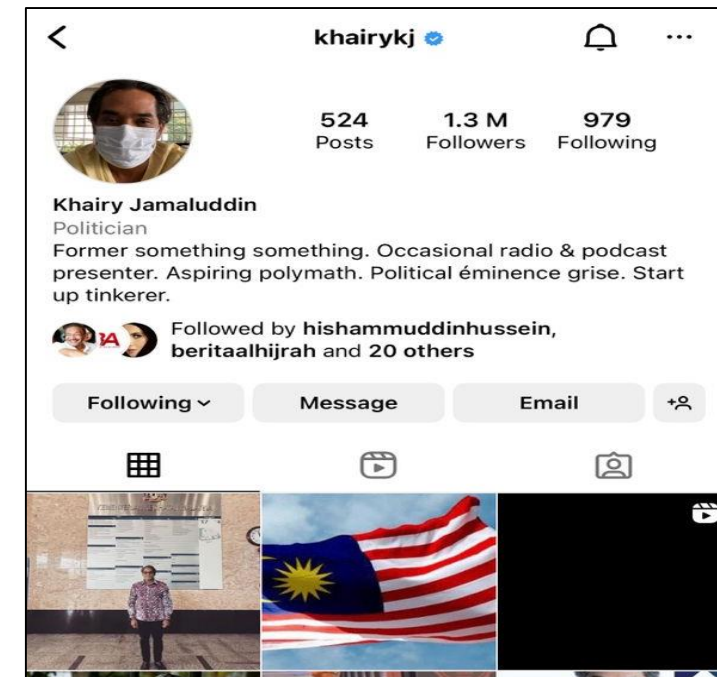 khairykj
524 1.3 M 979
Posts Followers Following
Khairy Jamaluddin
Politician
Former something something. Occasional radio & podcast
presenter. Aspiring polymath. Political éminence grise. Start
up tinkerer.
Followed by hishammuddinhussein,
beritaalhijrah and 20 others
Following Message Email